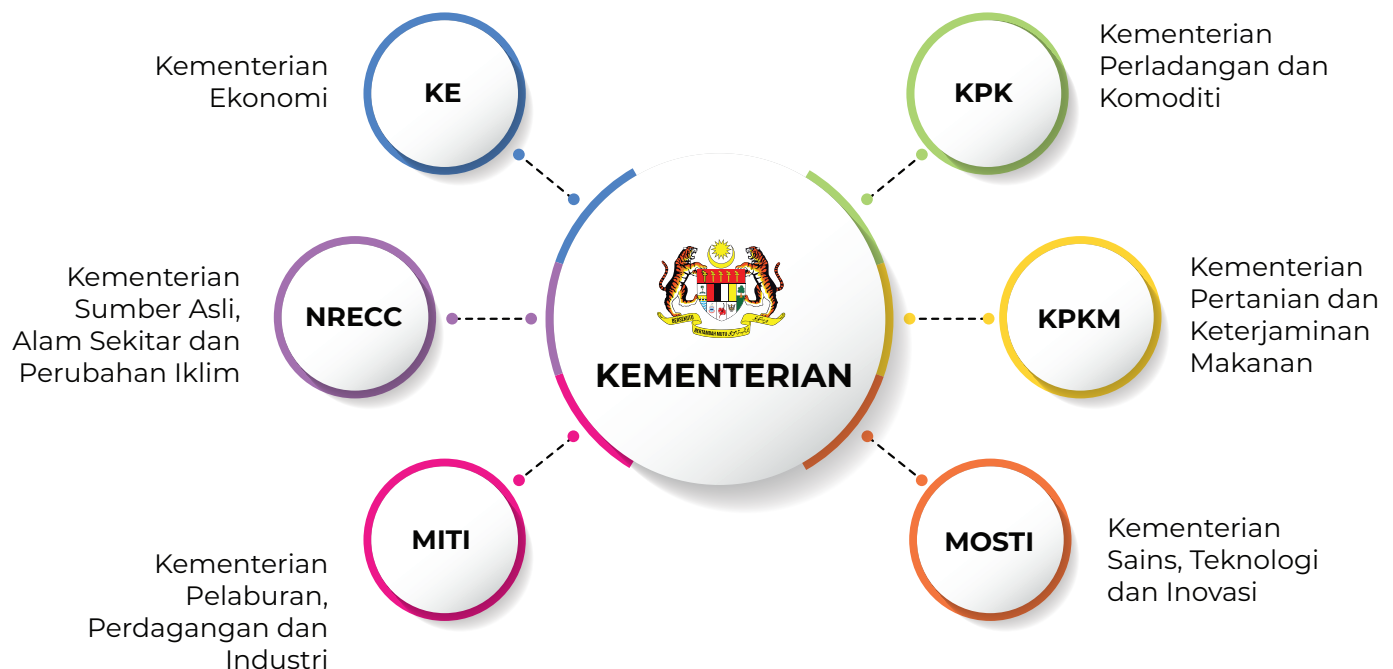 Kementerian
Ekonomi
KE
KPK
Kementerian
Perladangan dan
Komoditi
Kementerian
Sumber Asli,
Alam Sekitar dan
Perubahan Iklim
NRECC
KEMENTERIAN
KPKM
Kementerian
Pertanian dan
Keterjaminan
Makanan
MITI
Kementerian
Pelaburan,
Perdagangan dan
Industri
MOSTI
Kementerian
Sains, Teknologi
dan Inovasi